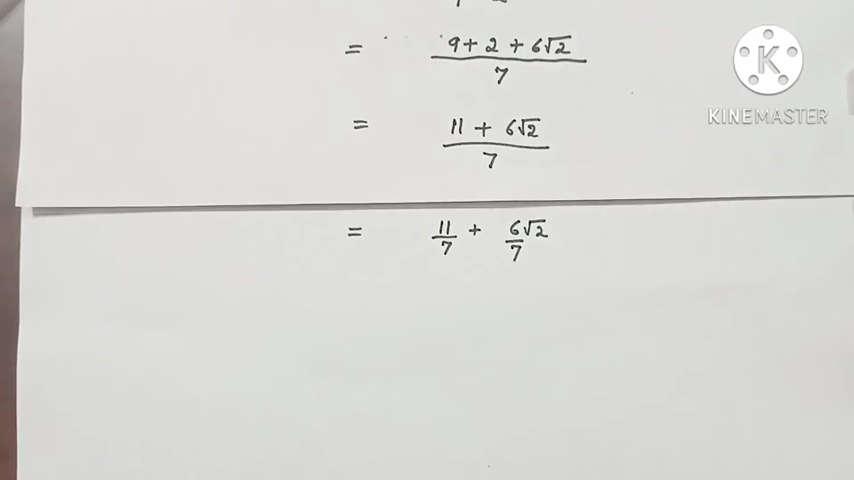 = 9 + 2 + 6√2 / 7
= 11 + 6√2 / 7
= 11/7 + 6√2/7
K
KINEMASTER